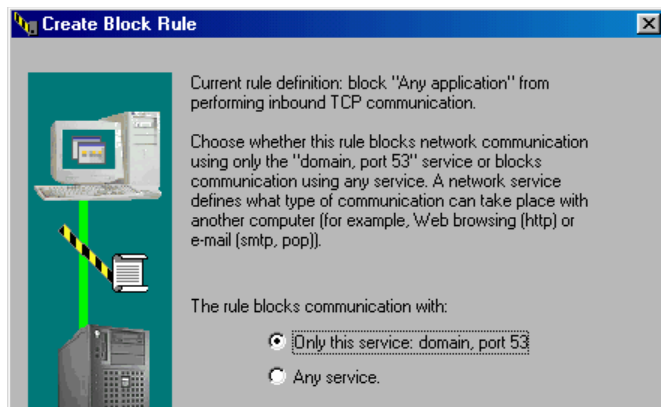 Create Block Rule
Current rule definition: block "Any application" from
performing inbound TCP communication.
Choose whether this rule blocks network communication
using only the "domain, port 53" service or blocks
communication using any service. A network service
defines what type of communication can take place with
another computer (for example, Web browsing (http) or
e-mail (smtp, pop)).
The rule blocks communication with:
Only this service: domain, port 53
Any service.